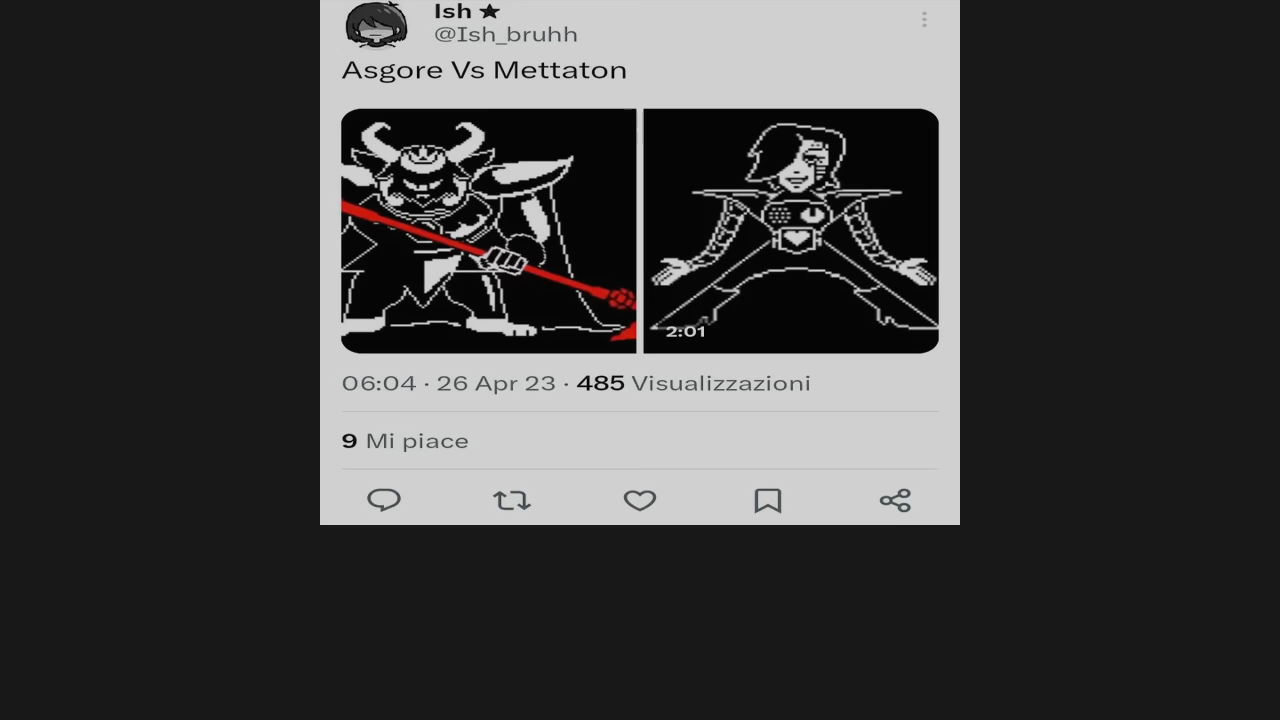 Ish ★
@Ish_bruhh
Asgore Vs Mettaton
2:01
06:04 · 26 Apr 23 · 485 Visualizzazioni
9 Mi piace